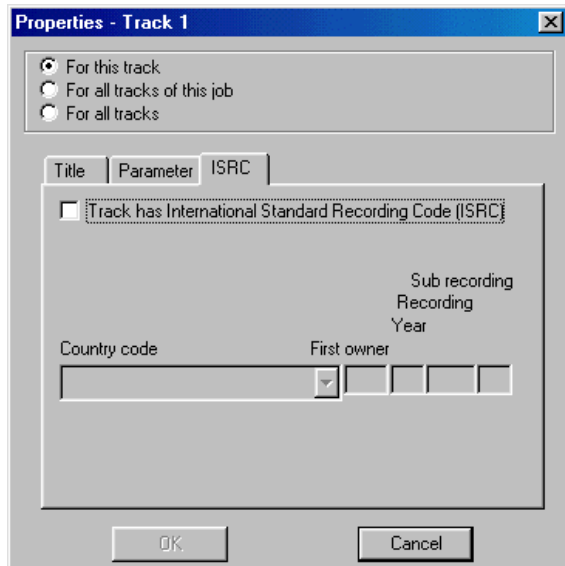 Properties - Track 1
For this track
For all tracks of this job
For all tracks
Title Parameter ISRC
Track has International Standard Recording Code (ISRC)
Sub recording
Recording
Year
Country code First owner
OK Cancel